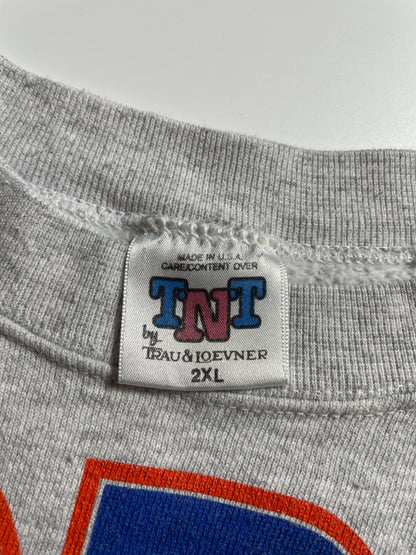 MADE IN U.S.A.
CARE/CONTENT OVER
TNT
by
TRAU & LOEVNER
2XL